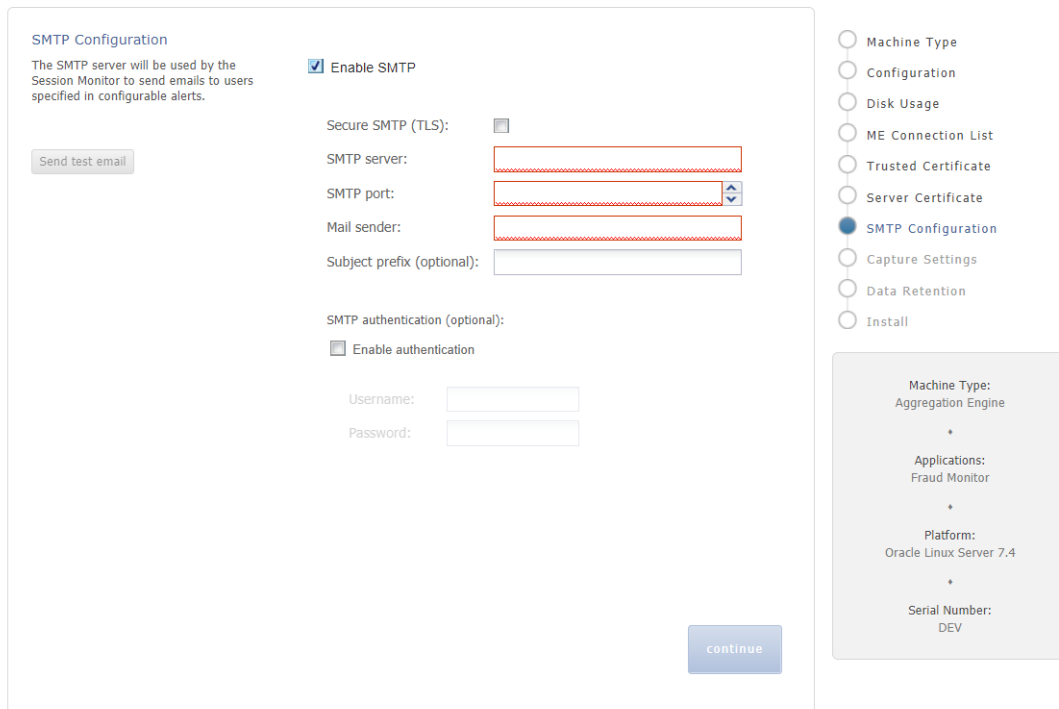 SMTP Configuration
The SMTP server will be used by the
Session Monitor to send emails to users
specified in configurable alerts.
Send test email
Enable SMTP
Secure SMTP (TLS):
SMTP server:
SMTP port:
Mail sender:
Subject prefix (optional):
SMTP authentication (optional):
Enable authentication
Username:
Password:
continue
Machine Type
Configuration
Disk Usage
ME Connection List
Trusted Certificate
Server Certificate
SMTP Configuration
Capture Settings
Data Retention
Install
Machine Type:
Aggregation Engine
Applications:
Fraud Monitor
Platform:
Oracle Linux Server 7.4
Serial Number:
DEV